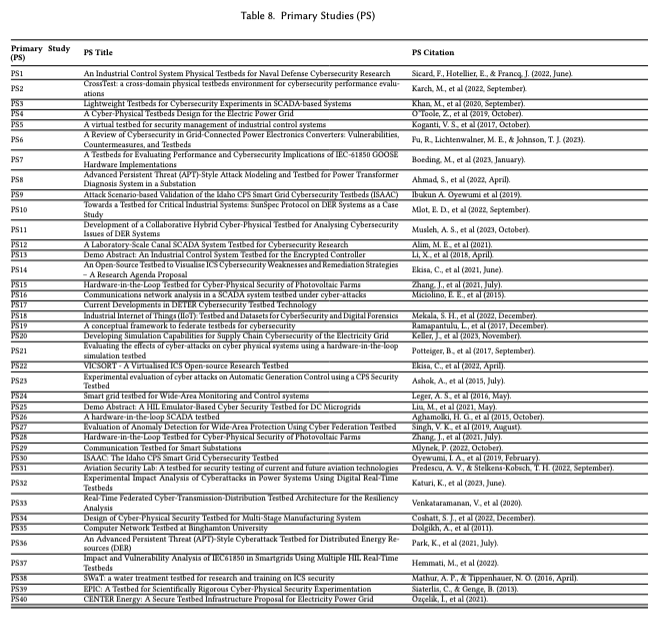 Table 8. Primary Studies (PS)
Primary Study PS Title PS Citation
(PS)
PS1 An Industrial Control System Physical Testbeds for Naval Defense Cybersecurity Research Sicard, F., Hotellier, E., & Francq, J. (2022, June).
PS2 CrossTest: a cross-domain physical testbeds environment for cybersecurity performance evalu-
ations Karch, M., et al (2022, September).
PS3 Lightweight Testbeds for Cybersecurity Experiments in SCADA-based Systems Khan, M., et al (2020, September).
PS4 A Cyber-Physical Testbeds Design for the Electric Power Grid O'Toole, Z., et al (2019, October).
PS5 A virtual testbed for security management of industrial control systems Koganti, V. S., et al (2017, October).
PS6 A Review of Cybersecurity in Grid-Connected Power Electronics Converters: Vulnerabilities,
Countermeasures, and Testbeds Fu, R., Lichtenwalner, M. E., & Johnson, T. J. (2023).
PS7 A Testbeds for Evaluating Performance and Cybersecurity Implications of IEC-61850 GOOSE
Hardware Implementations Boeding, M., et al (2023, January).
PS8 Advanced Persistent Threat (APT)-Style Attack Modeling and Testbed for Power Transformer
Diagnosis System in a Substation Ahmad, S., et al (2022, April).
PS9 Attack Scenario-based Validation of the Idaho CPS Smart Grid Cybersecurity Testbeds (ISAAC) Ibukun A. Oyewumi et al (2019).
PS10 Towards a Testbed for Critical Industrial Systems: SunSpec Protocol on DER Systems as a Case
Study Mlot, E. D., et al (2022, September).
PS11 Development of a Collaborative Hybrid Cyber-Physical Testbed for Analysing Cybersecurity
Issues of DER Systems Musleh, A. S., et al (2023, October).
PS12 A Laboratory-Scale Canal SCADA System Testbed for Cybersecurity Research Alim, M. E., et al (2021).
PS13 Demo Abstract: An Industrial Control System Testbed for the Encrypted Controller Li, X., et al (2018, April).
PS14 An Open-Source Testbed to Visualise ICS Cybersecurity Weaknesses and Remediation Strategies
– A Research Agenda Proposal Ekisa, C., et al (2021, June).
PS15 Hardware-in-the-Loop Testbed for Cyber-Physical Security of Photovoltaic Farms Zhang, J., et al (2021, July).
PS16 Communications network analysis in a SCADA system testbed under cyber-attacks Miciolino, E. E., et al (2015).
PS17 Current Developments in DETER Cybersecurity Testbed Technology
PS18 Industrial Internet of Things (IIoT): Testbed and Datasets for CyberSecurity and Digital Forensics Mekala, S. H., et al (2022, December).
PS19 A conceptual framework to federate testbeds for cybersecurity Ramapantulu, L., et al (2017, December).
PS20 Developing Simulation Capabilities for Supply Chain Cybersecurity of the Electricity Grid Keller, J., et al (2023, November).
PS21 Evaluating the effects of cyber-attacks on cyber physical systems using a hardware-in-the-loop
simulation testbed Potteiger, B., et al (2017, September).
PS22 VICSORT - A Virtualised ICS Open-source Research Testbed Ekisa, C., et al (2022, April).
PS23 Experimental evaluation of cyber attacks on Automatic Generation Control using a CPS Security
Testbed Ashok, A., et al (2015, July).
PS24 Smart grid testbed for Wide-Area Monitoring and Control systems Leger, A. S., et al (2016, May).
PS25 Demo Abstract: A HIL Emulator-Based Cyber Security Testbed for DC Microgrids Liu, M., et al (2021, May).
PS26 A hardware-in-the-loop SCADA testbed Aghamolki, H. G., et al (2015, October).
PS27 Evaluation of Anomaly Detection for Wide-Area Protection Using Cyber Federation Testbed Singh, V. K., et al (2019, August).
PS28 Hardware-in-the-Loop Testbed for Cyber-Physical Security of Photovoltaic Farms Zhang, J., et al (2021, July).
PS29 Communication Testbed for Smart Substations Mlynek, P. (2022, October).
PS30 ISAAC: The Idaho CPS Smart Grid Cybersecurity Testbed Oyewumi, I. A., et al (2019, February).
PS31 Aviation Security Lab: A testbed for security testing of current and future aviation technologies Predescu, A. V., & Stelkens-Kobsch, T. H. (2022, September).
PS32 Experimental Impact Analysis of Cyberattacks in Power Systems Using Digital Real-Time
Testbeds Katuri, K., et al (2023, June).
PS33 Real-Time Federated Cyber-Transmission-Distribution Testbed Architecture for the Resiliency
Analysis Venkataramanan, V., et al (2020).
PS34 Design of Cyber-Physical Security Testbed for Multi-Stage Manufacturing System Coshatt, S. J., et al (2022, December).
PS35 Computer Network Testbed at Binghamton University Dolgikh, A., et al (2011).
PS36 An Advanced Persistent Threat (APT)-Style Cyberattack Testbed for Distributed Energy Re-
sources (DER) Park, K., et al (2021, July).
PS37 Impact and Vulnerability Analysis of IEC61850 in Smartgrids Using Multiple HIL Real-Time
Testbeds Hemmati, M., et al (2022).
PS38 SWaT: a water treatment testbed for research and training on ICS security Mathur, A. P., & Tippenhauer, N. O. (2016, April).
PS39 EPIC: A Testbed for Scientifically Rigorous Cyber-Physical Security Experimentation Siaterlis, C., & Genge, B. (2013).
PS40 CENTER Energy: A Secure Testbed Infrastructure Proposal for Electricity Power Grid Özçelik, İ., et al (2021).